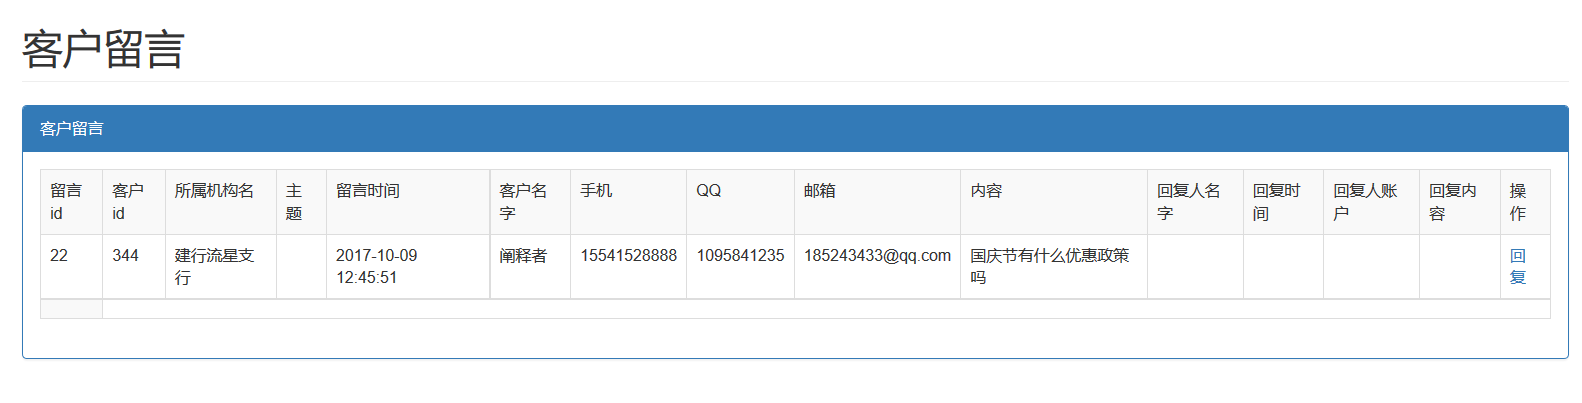 客户留言
客户留言
留言id 客户id 所属机构名 主题 留言时间 客户名字 手机 QQ 邮箱 内容 回复人名字 回复时间 回复人账户 回复内容 操作
22 344 建行流星支行 2017-10-09 12:45:51 阐释者 15541528888 1095841235 185243433@qq.com 国庆节有什么优惠政策吗 回复